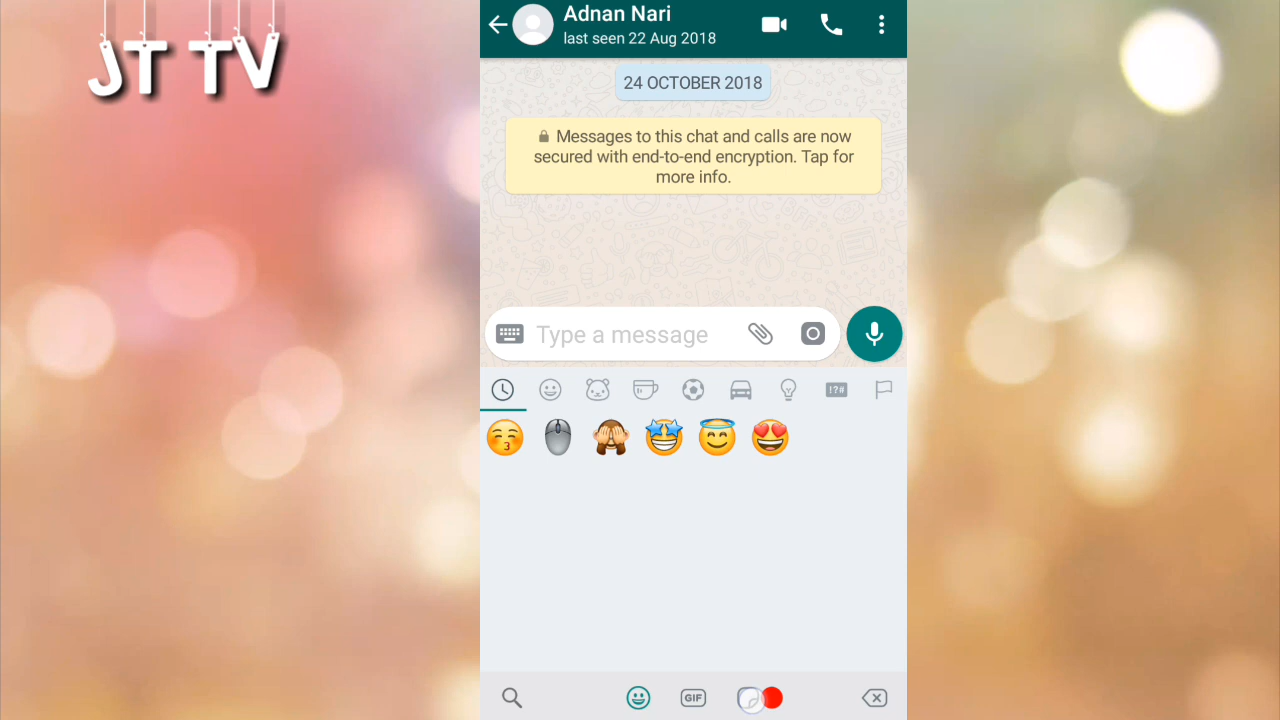 JT TV
Adnan Nari
last seen 22 Aug 2018
24 OCTOBER 2018
Messages to this chat and calls are now
secured with end-to-end encryption. Tap for
more info.
Type a message
!?#
GIF